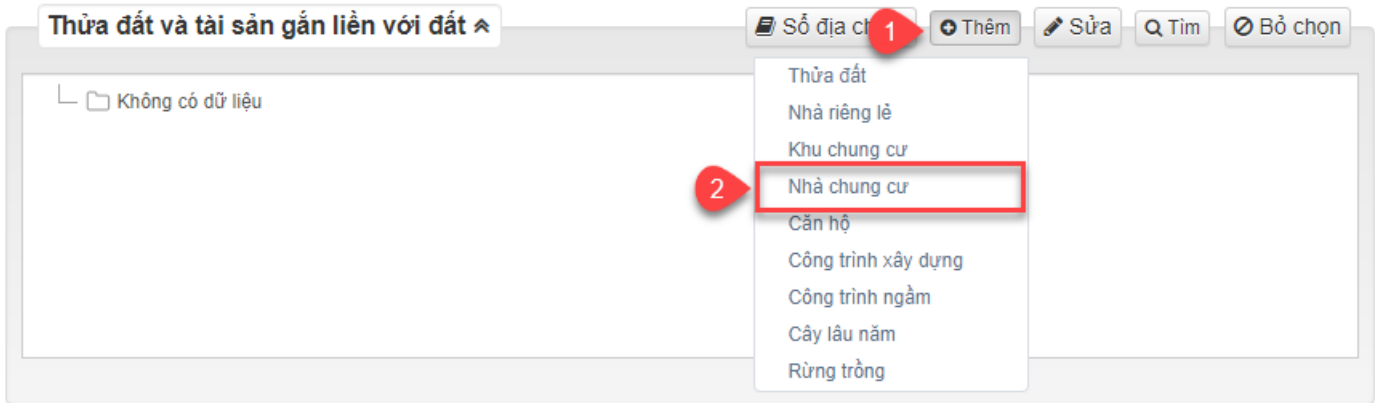 Thửa đất và tài sản gắn liền với đất
Sổ địa
1
Thêm
Sửa
Tìm
Bỏ chọn
Không có dữ liệu
Thửa đất
Nhà riêng lẻ
Khu chung cư
2
Nhà chung cư
Căn hộ
Công trình xây dựng
Công trình ngầm
Cây lâu năm
Rừng trồng